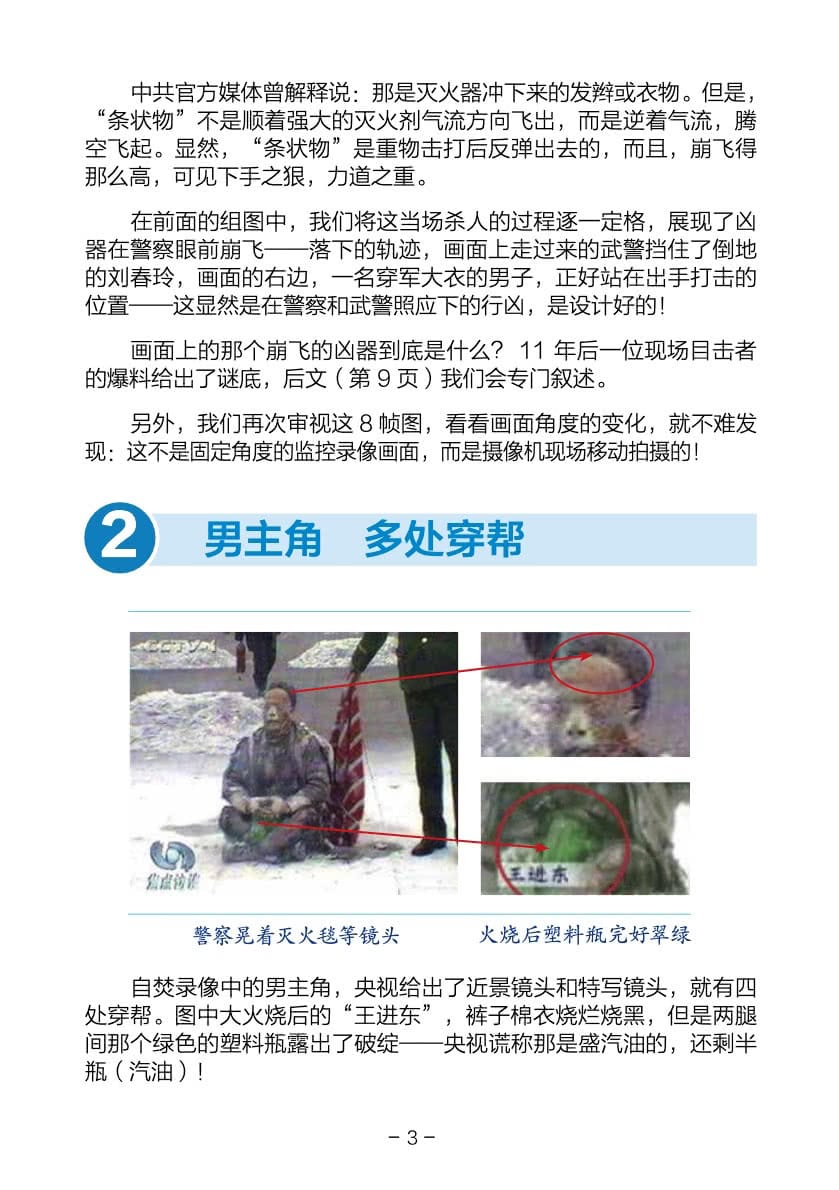 中共官方媒体曾解释说：那是灭火器冲下来的发辫或衣物。但是，
“条状物”不是顺着强大的灭火剂气流方向飞出，而是逆着气流，腾
空飞起。显然，“条状物”是重物击打后反弹出去的，而且，崩飞得
那么高，可见下手之狠，力道之重。
在前面的组图中，我们将这当场杀人的过程逐一定格，展现了凶
器在警察眼前崩飞——落下的轨迹，画面上走过来的武警挡住了倒地
的刘春玲，画面的右边，一名穿军大衣的男子，正好站在出手打击的
位置——这显然是在警察和武警照应下的行凶，是设计好的！
画面上的那个崩飞的凶器到底是什么？ 11 年后一位现场目击者
的爆料给出了谜底，后文（第 9 页）我们会专门叙述。
另外，我们再次审视这 8 帧图，看看画面角度的变化，就不难发
现：这不是固定角度的监控录像画面，而是摄像机现场移动拍摄的！
2 男主角 多处穿帮
CCTV-1
焦点访谈
王进东
警察晃着灭火毯等镜头
火烧后塑料瓶完好翠绿
自焚录像中的男主角，央视给出了近景镜头和特写镜头，就有四
处穿帮。图中大火烧后的“王进东”，裤子棉衣烧烂烧黑，但是两腿
间那个绿色的塑料瓶露出了破绽——央视谎称那是盛汽油的，还剩半
瓶（汽油）！
– 3 –